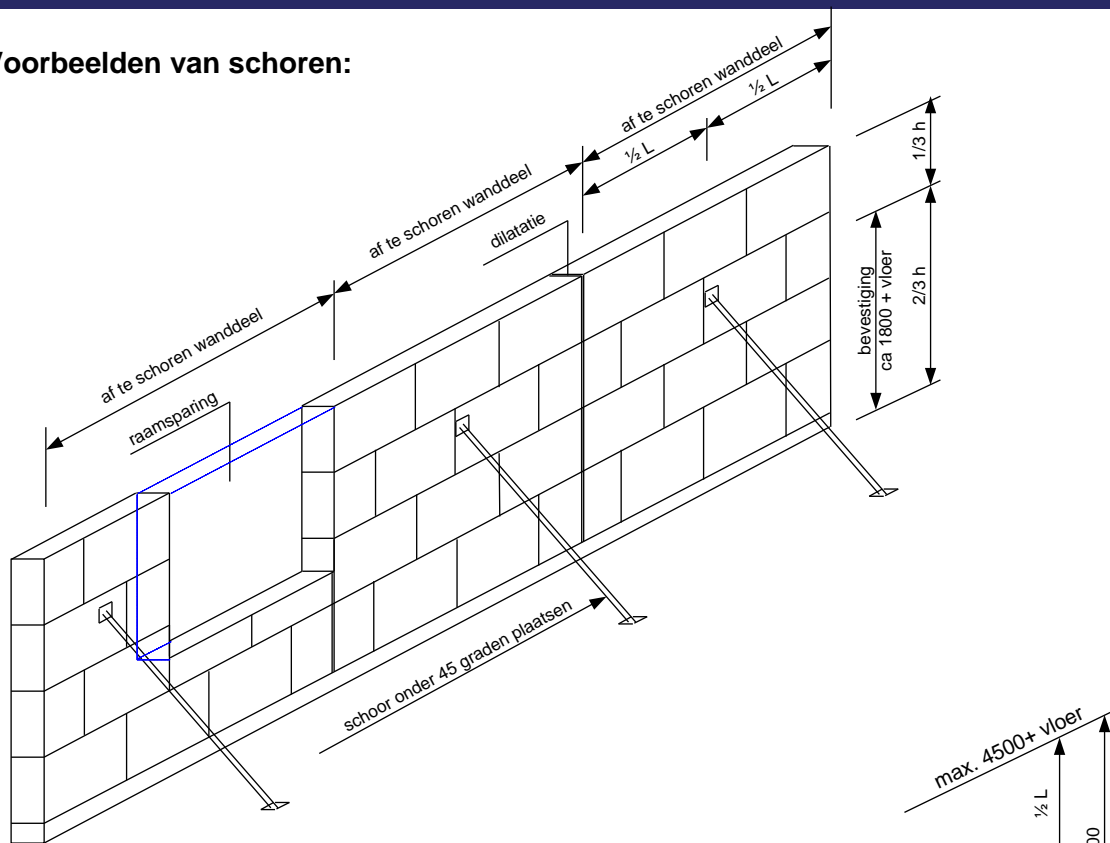 Voorbeelden van schoren:
af te schoren wanddeel
½ L
½ L
af te schoren wanddeel
af te schoren wanddeel
dilatatie
raamsparing
1/3 h
2/3 h
bevestiging
ca 1800 + vloer
schoor onder 45 graden plaatsen
max. 4500+ vloer
½ L